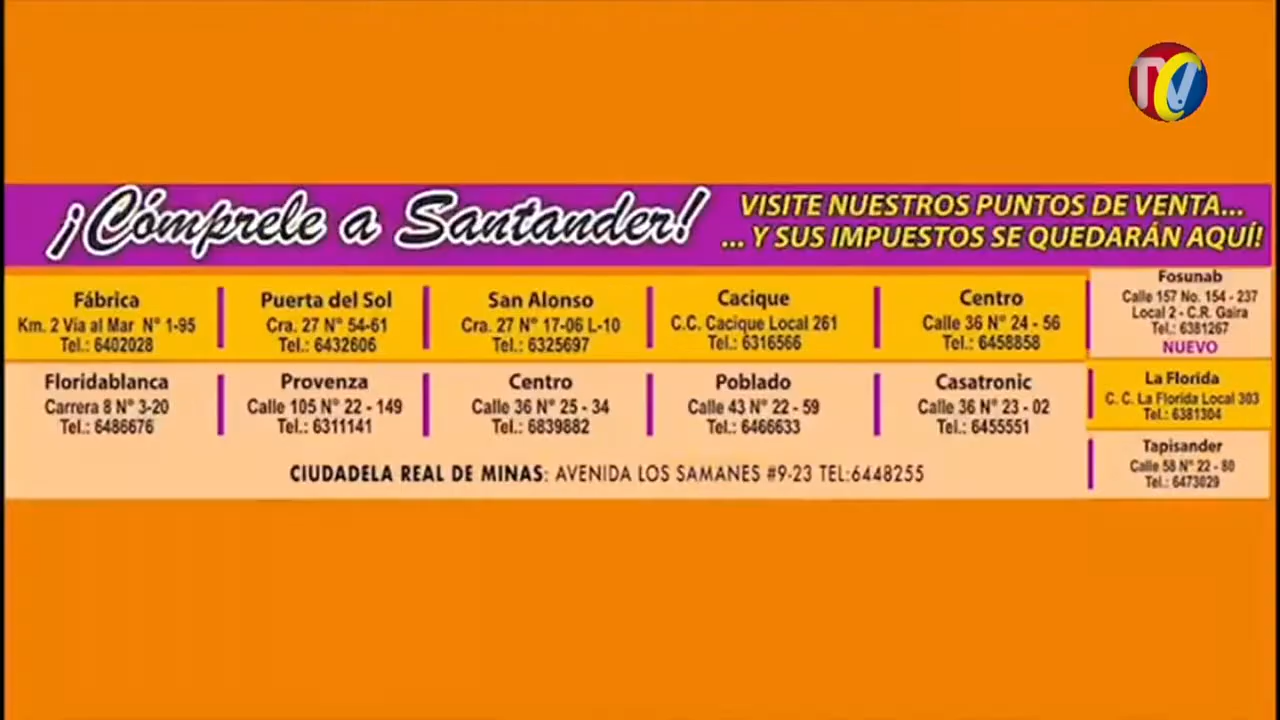 TCV
¡Cómprele a Santander!
VISITE NUESTROS PUNTOS DE VENTA...
... Y SUS IMPUESTOS SE QUEDARÁN AQUÍ!
Fábrica
Km. 2 Via al Mar N° 1-95
Tel.: 6402028
Puerta del Sol
Cra. 27 N° 54-61
Tel.: 6432606
San Alonso
Cra. 27 N° 17-06 L-10
Tel.: 6325697
Cacique
C.C. Cacique Local 261
Tel.: 6316566
Centro
Calle 36 N° 24 - 56
Tel.: 6458858
Fosunab
Calle 157 No. 154 - 237
Local 2 - C.R. Gaira
Tel.: 6381267
NUEVO
Floridablanca
Carrera 8 N° 3-20
Tel.: 6486676
Provenza
Calle 105 N° 22 - 149
Tel.: 6311141
Centro
Calle 36 N° 25 - 34
Tel.: 6839882
Poblado
Calle 43 N° 22 - 59
Tel.: 6466633
Casatronic
Calle 36 N° 23 - 02
Tel.: 6455551
La Florida
C. C. La Florida Local 303
Tel.: 6381304
Tapisander
Calle 58 N° 22 - 80
Tel.: 6473029
CIUDADELA REAL DE MINAS: AVENIDA LOS SAMANES #9-23 TEL:6448255